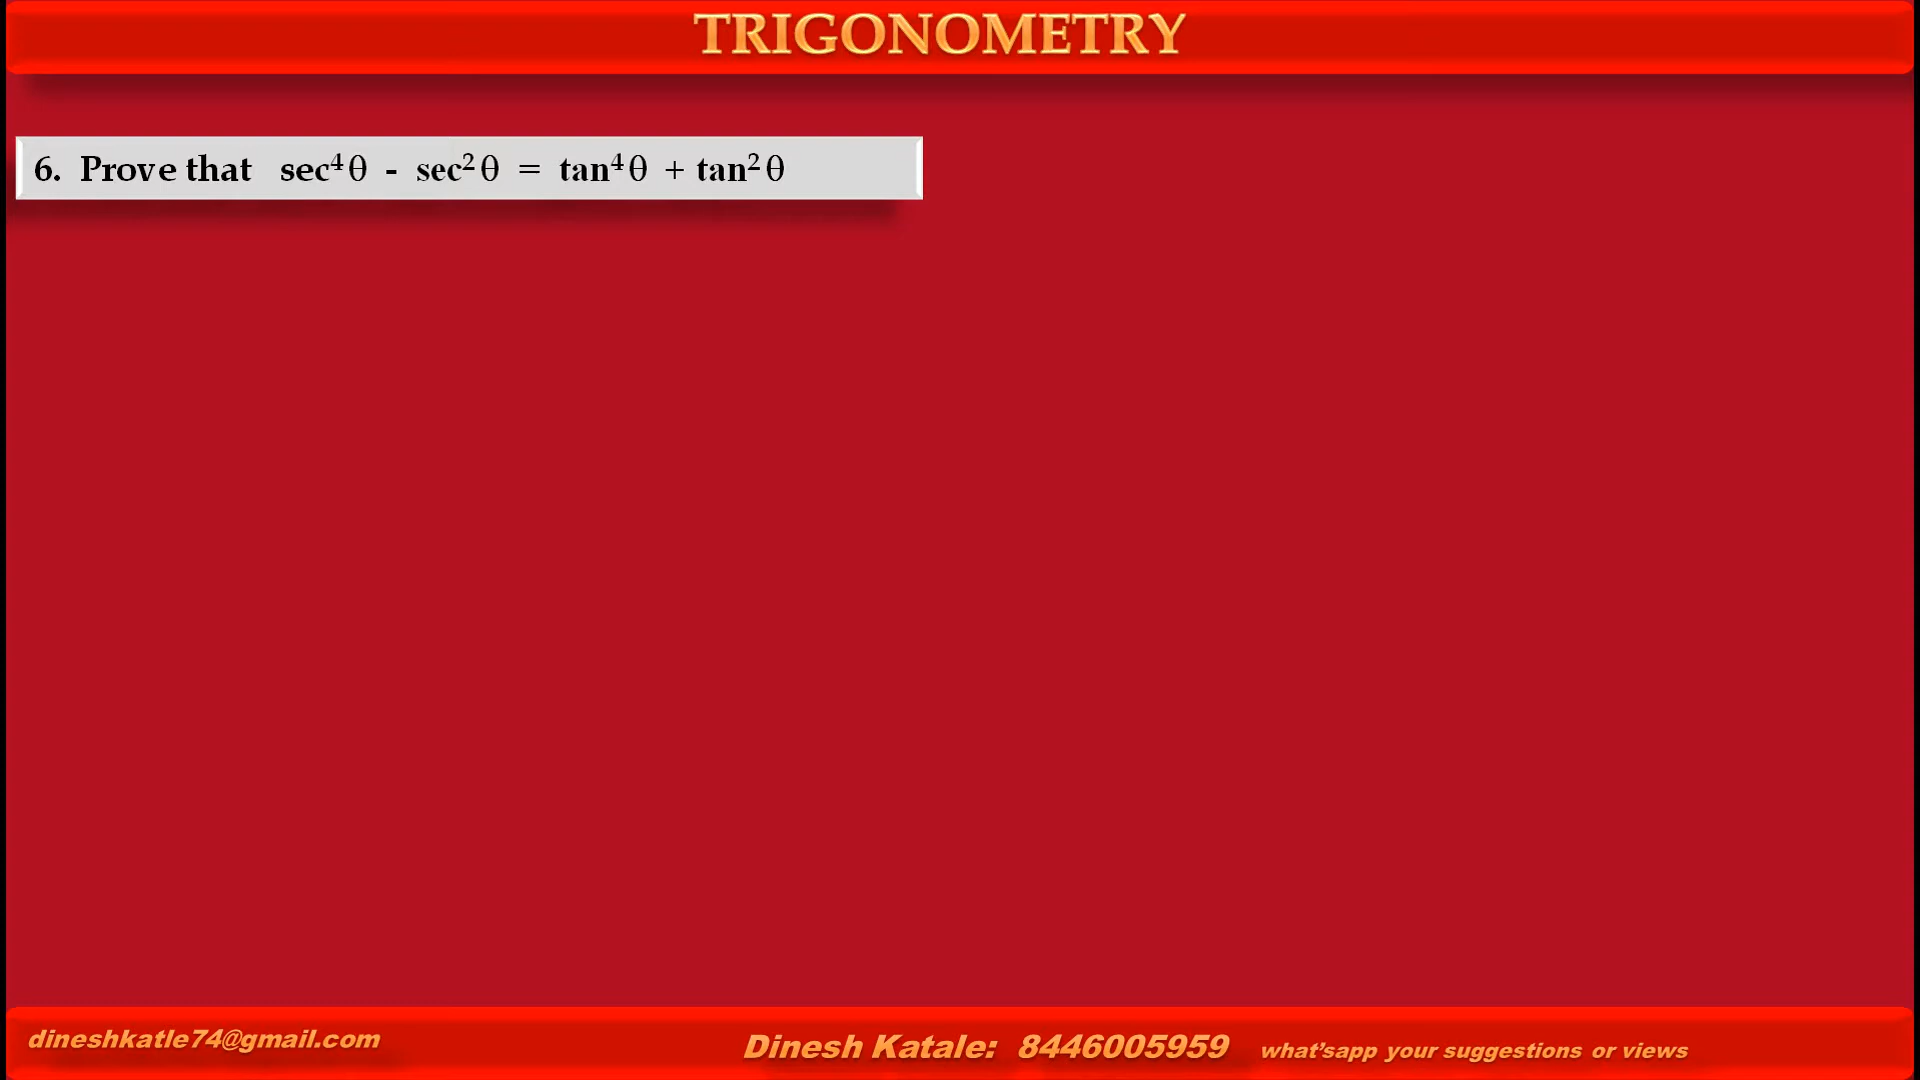 TRIGONOMETRY
6. Prove that sec⁴θ - sec²θ = tan⁴θ + tan²θ
dineshkatle74@gmail.com
Dinesh Katale: 8446005959 what'sapp your suggestions or views